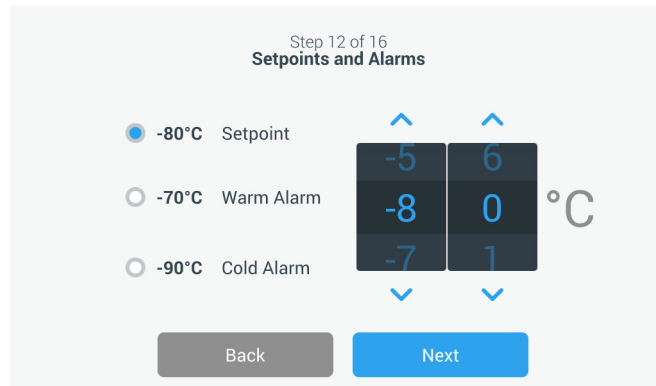 Step 12 of 16
Setpoints and Alarms
-80°C Setpoint
-70°C Warm Alarm
-90°C Cold Alarm
-5 6
-8 0 °C
-7 1
Back Next